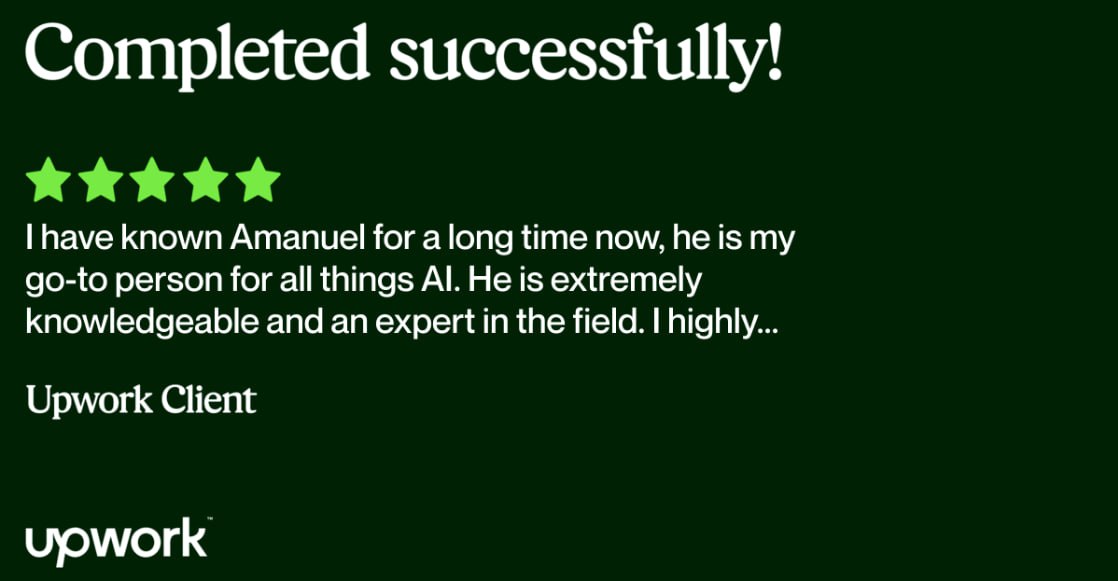 Completed successfully!
I have known Amanuel for a long time now, he is my
go-to person for all things AI. He is extremely
knowledgeable and an expert in the field. I highly...
Upwork Client
upwork™